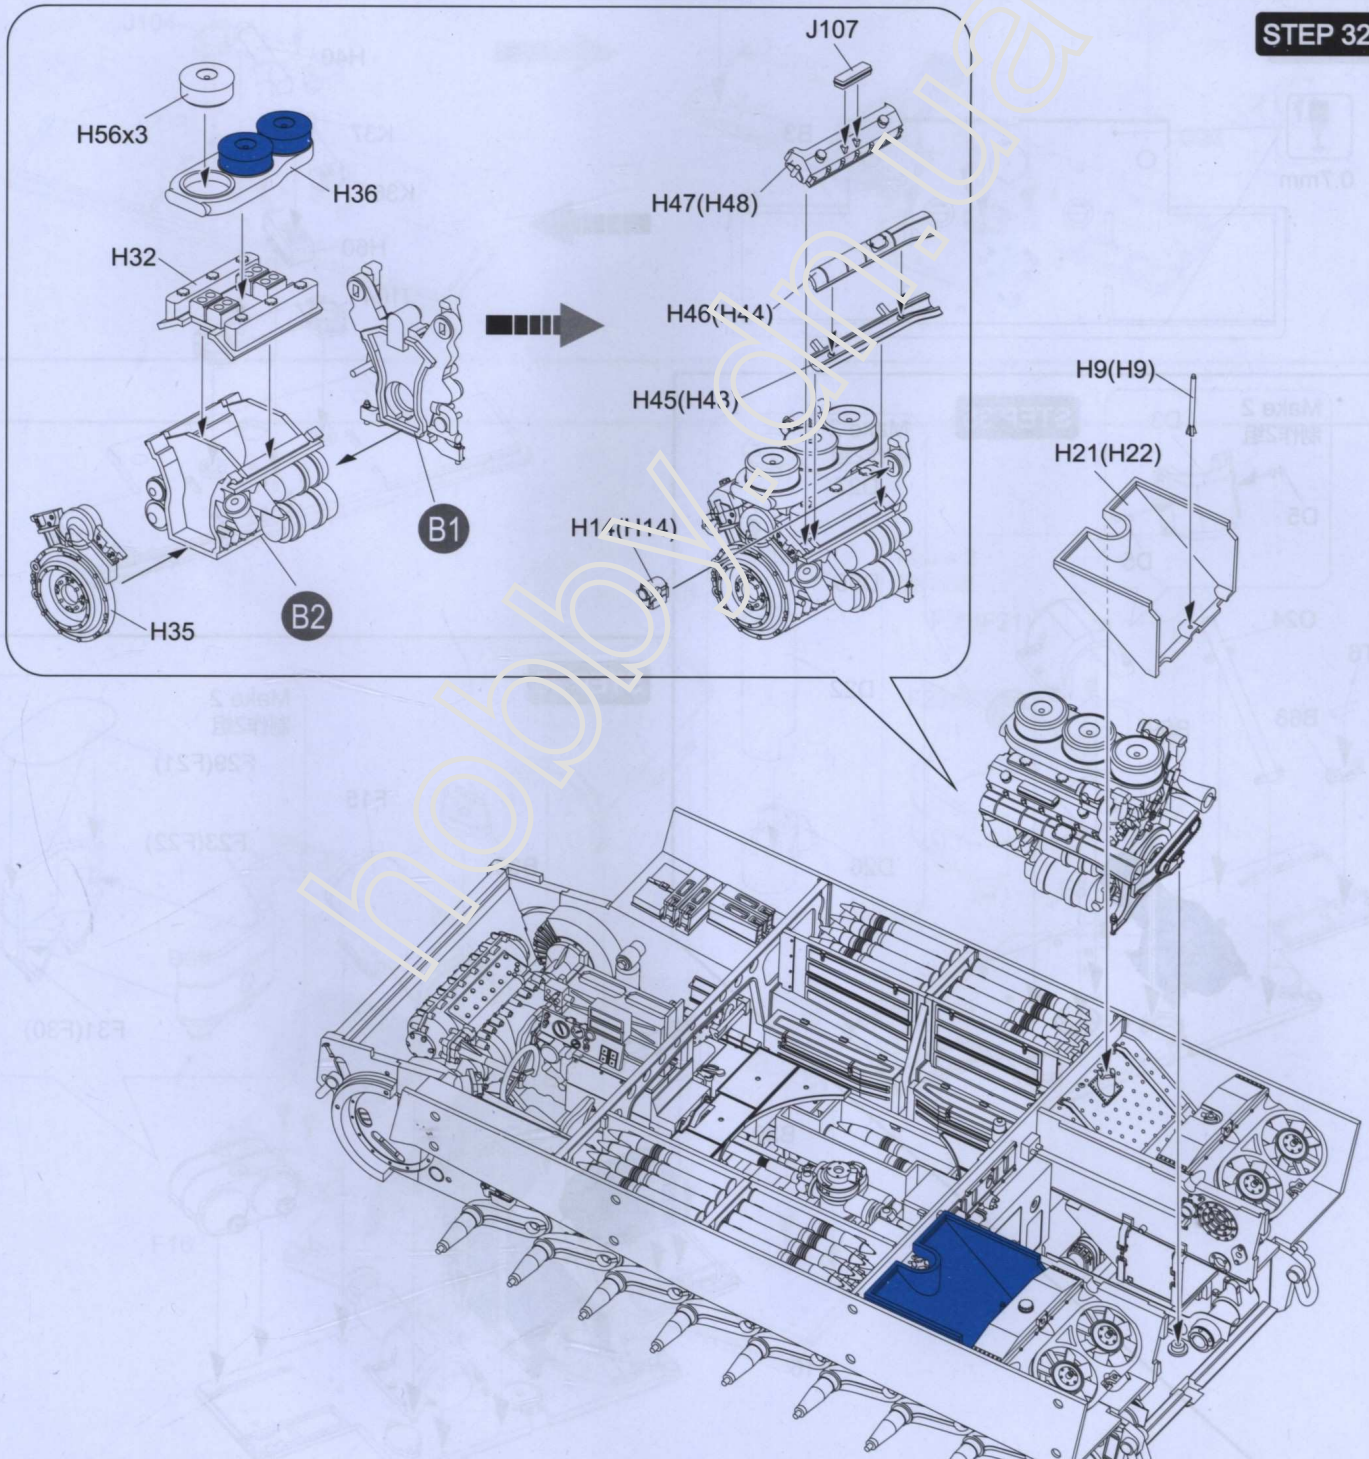 STEP 32
J107
H56x3
H36
H47(H48)
H32
H46(H44)
H45(H43)
H9(H9)
H21(H22)
B1
H14(H14)
B2
H35
hobby.dn.ua